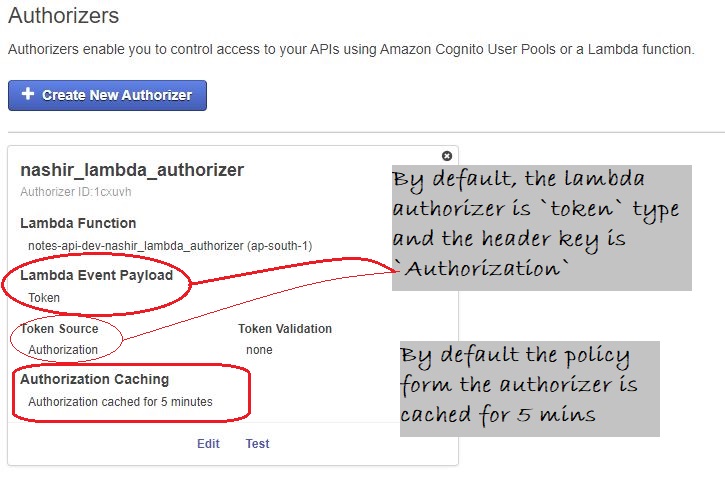 Authorizers
Authorizers enable you to control access to your APIs using Amazon Cognito User Pools or a Lambda function.
+ Create New Authorizer
nashir_lambda_authorizer
Authorizer ID:1cxuvh
Lambda Function
notes-api-dev-nashir_lambda_authorizer (ap-south-1)
Lambda Event Payload
Token
Token Source
Token Validation
Authorization
none
Authorization Caching
Authorization cached for 5 minutes
Edit
Test
By default, the lambda
authorizer is `token` type
and the header key is
`Authorization`
By default the policy
form the authorizer is
cached for 5 mins